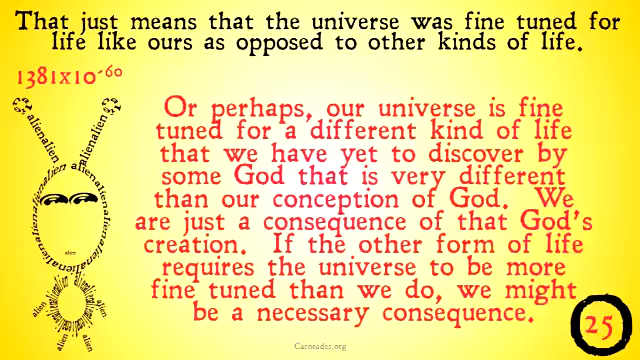 That just means that the universe was fine tuned for
life like ours as opposed to other kinds of life.
1381x10^-60
Or perhaps, our universe is fine
tuned for a different kind of life
that we have yet to discover by
some God that is very different
than our conception of God. We
are just a consequence of that God's
creation. If the other form of life
requires the universe to be more
fine tuned than we do, we might
be a necessary consequence.
alien
Carneades.org
25